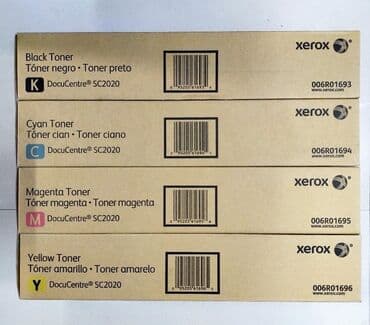 Black Toner
Tóner negro • Toner preto
K DocuCentre® SC2020
xerox
006R01693
www.xerox.com
Cyan Toner
Tóner cian • Toner ciano
C DocuCentre® SC2020
xerox
006R01694
www.xerox.com
Magenta Toner
Tóner magenta • Toner magenta
M DocuCentre® SC2020
xerox
006R01695
www.xerox.com
Yellow Toner
Tóner amarillo • Toner amarelo
Y DocuCentre® SC2020
xerox
006R01696
www.xerox.com